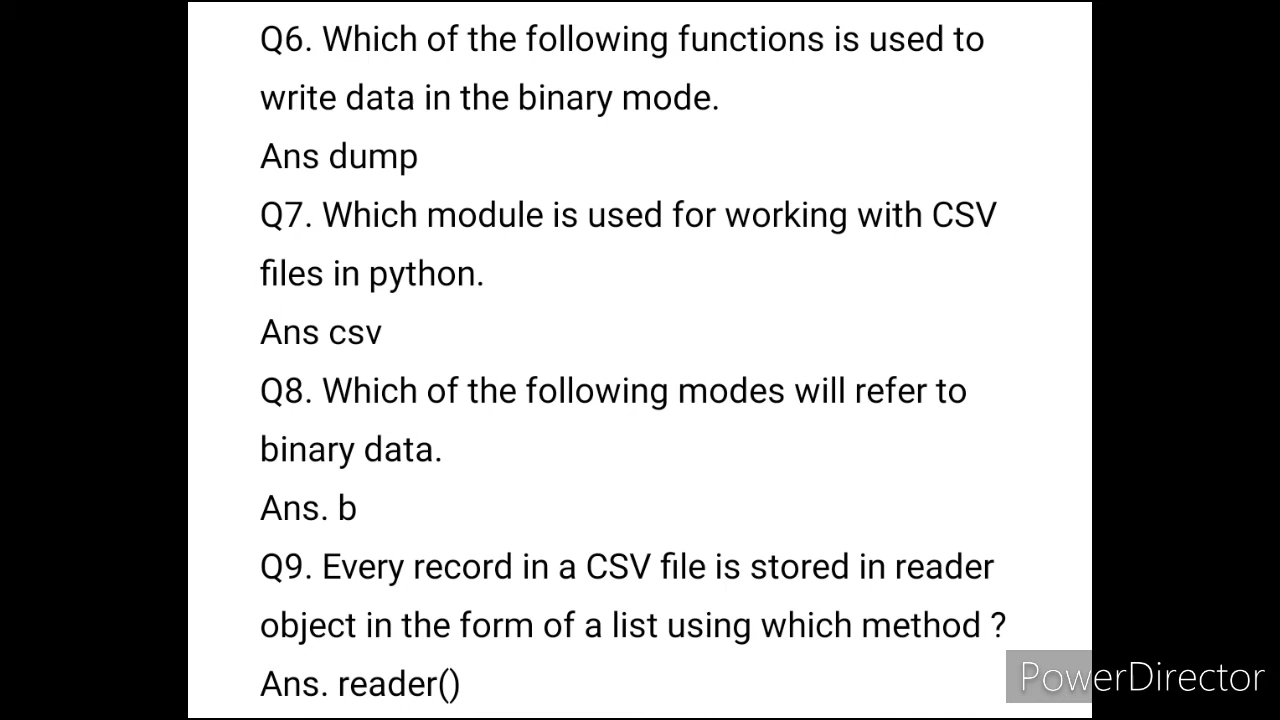 Q6. Which of the following functions is used to
write data in the binary mode.
Ans dump
Q7. Which module is used for working with CSV
files in python.
Ans csv
Q8. Which of the following modes will refer to
binary data.
Ans. b
Q9. Every record in a CSV file is stored in reader
object in the form of a list using which method ?
Ans. reader()
PowerDirector